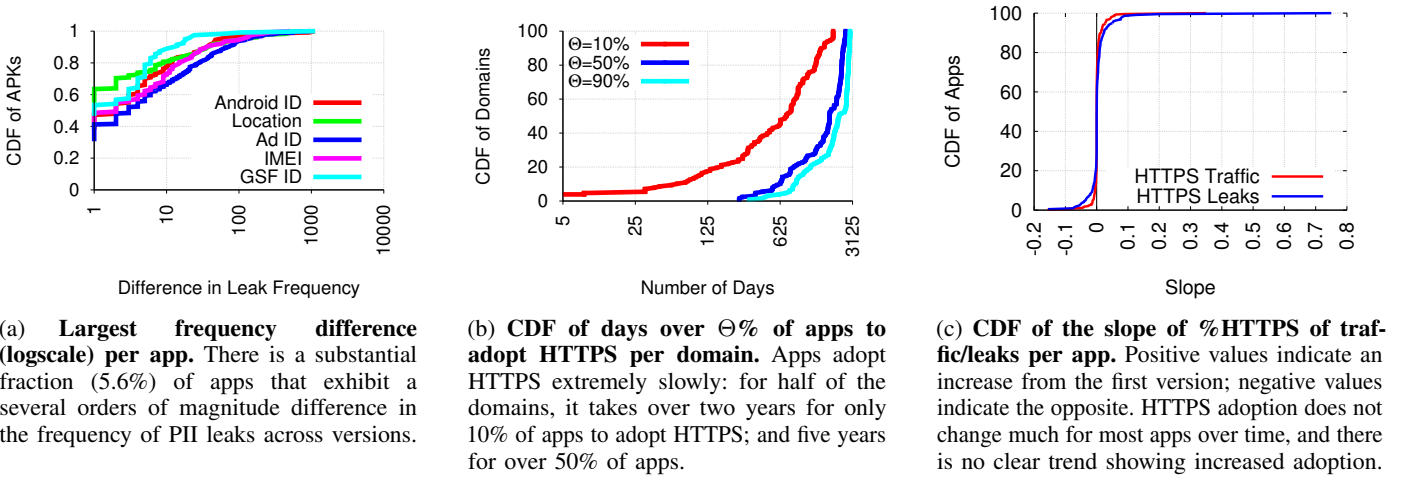 CDF of APKs
1
0.8
0.6
0.4
0.2
0
Android ID
Location
Ad ID
IMEI
GSF ID
1
10
100
1000
10000
Difference in Leak Frequency
(a) Largest frequency difference
(logscale) per app. There is a substantial
fraction (5.6%) of apps that exhibit a
several orders of magnitude difference in
the frequency of PII leaks across versions.
CDF of Domains
100
80
60
40
20
0
Θ=10%
Θ=50%
Θ=90%
5
25
125
625
3125
Number of Days
(b) CDF of days over Θ% of apps to
adopt HTTPS per domain. Apps adopt
HTTPS extremely slowly: for half of the
domains, it takes over two years for only
10% of apps to adopt HTTPS; and five years
for over 50% of apps.
CDF of Apps
100
80
60
40
20
0
HTTPS Traffic
HTTPS Leaks
-0.2
-0.1
0
0.1
0.2
0.3
0.4
0.5
0.6
0.7
0.8
Slope
(c) CDF of the slope of %HTTPS of traf-
fic/leaks per app. Positive values indicate an
increase from the first version; negative values
indicate the opposite. HTTPS adoption does not
change much for most apps over time, and there
is no clear trend showing increased adoption.